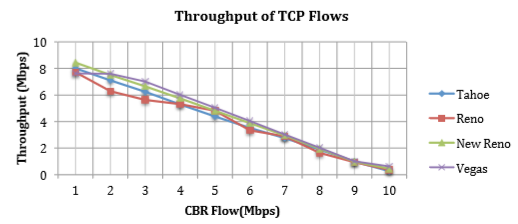 Throughput of TCP Flows
Throughput (Mbps)
10
8
6
4
2
0
1 2 3 4 5 6 7 8 9 10
CBR Flow(Mbps)
Tahoe
Reno
New Reno
Vegas